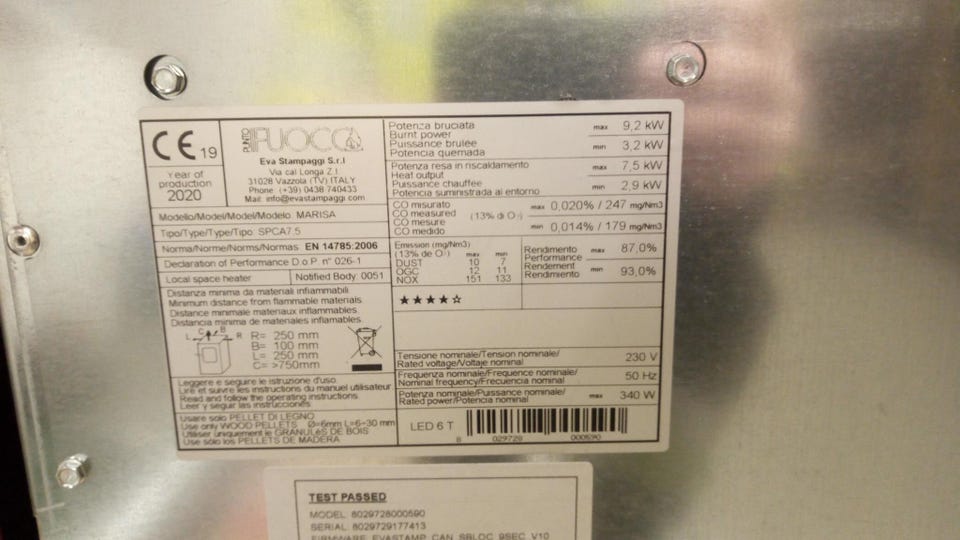 CE 19
Year of
production
2020
PUNTO
FUOCO
Eva Stampaggi S.r.l
Via cal Longa Z.I.
31028 Vazzola (TV) ITALY
Phone: (+39) 0438 740433
Mail: info@evastampaggi.com
Modello/Model/Model/Modelo MARISA
Tipo/Type/Type/Tipo: SPCA7.5
Norma/Norme/Norms/Normas EN 14785:2006
Declaration of Performance D.o.P. n° 026-1
Local space heater Notified Body: 0051
Distanza minima da materiali infiammabili
Minimum distance from flammable materials
Distance minimale materiaux inflammables.
Distancia minima de materiales inflamables.
L C B R
R= 250 mm
B= 100 mm
L= 250 mm
C= >750mm
Leggere e seguire le istruzione d'uso
Lire et suivre les instructions du manuel utilisateur
Read and follow the operating instructions
Leer y seguir las instrucciones
Usare solo PELLET DI LEGNO
Use only WOOD PELLETS Ø=6mm L=6-30 mm
Utiliser uniquement le GRANULéS DE BOIS
Use sólo los PELLETS DE MADERA
Potenza bruciata
Burnt power
Puissance brulée
Potencia quemada
max 9,2 kW
min 3,2 kW
Potenza resa in riscaldamento
Heat output
Puissance chauffee
Potencia suministrada al entorno
max 7,5 kW
min 2,9 kW
CO misurato
CO measured
CO mesure
CO medido
(13% di O2)
max 0,020% / 247 mg/Nm3
min 0,014% / 179 mg/Nm3
Emission (mg/Nm3)
(13% di O2) max min
DUST 10 7
OGC 12 11
NOX 151 133
Rendimento
Performance
Rendement
Rendimiento
max 87,0%
min 93,0%
★★★★☆
Tensione nominale/Tension nominale/
Rated voltage/Voltaje nominal
230 V
Frequenza nominale/Frequence nominale/
Nominal frequency/Frecuencia nominal
50 Hz
Potenza nominale/Puissance nominale/
Rated power/Potencia nominal
max 340 W
LED 6 T
8 029728 000590
TEST PASSED
MODEL: 8029728000590
SERIAL: 8029729177413
FIRMWARE: EVASTAMP_CAN_SBLOC_9SEC_V10